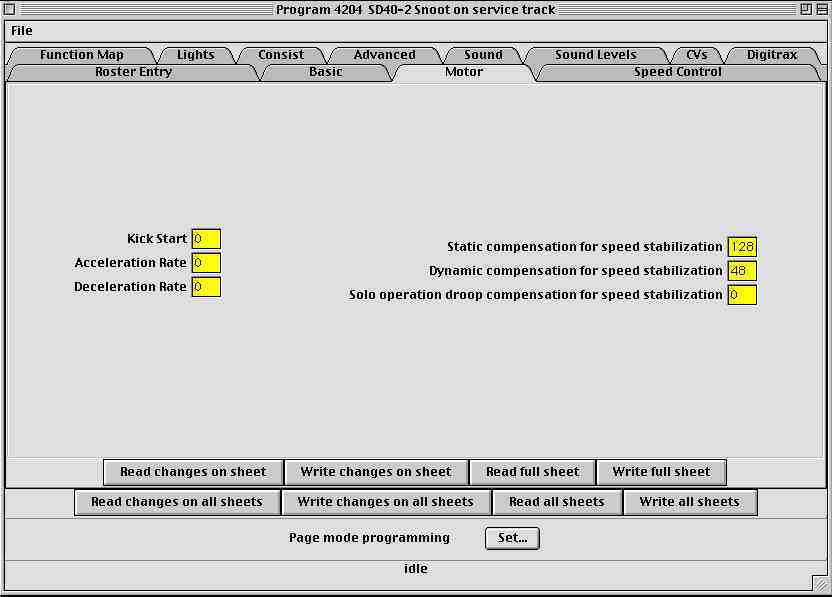 Program 4204 SD40-2 Snoot on service track
File
Function Map Lights Consist Advanced Sound Sound Levels CVs Digitrax
Roster Entry Basic Motor Speed Control
Kick Start 0
Acceleration Rate 0
Deceleration Rate 0
Static compensation for speed stabilization 128
Dynamic compensation for speed stabilization 48
Solo operation droop compensation for speed stabilization 0
Read changes on sheet Write changes on sheet Read full sheet Write full sheet
Read changes on all sheets Write changes on all sheets Read all sheets Write all sheets
Page mode programming Set...
idle